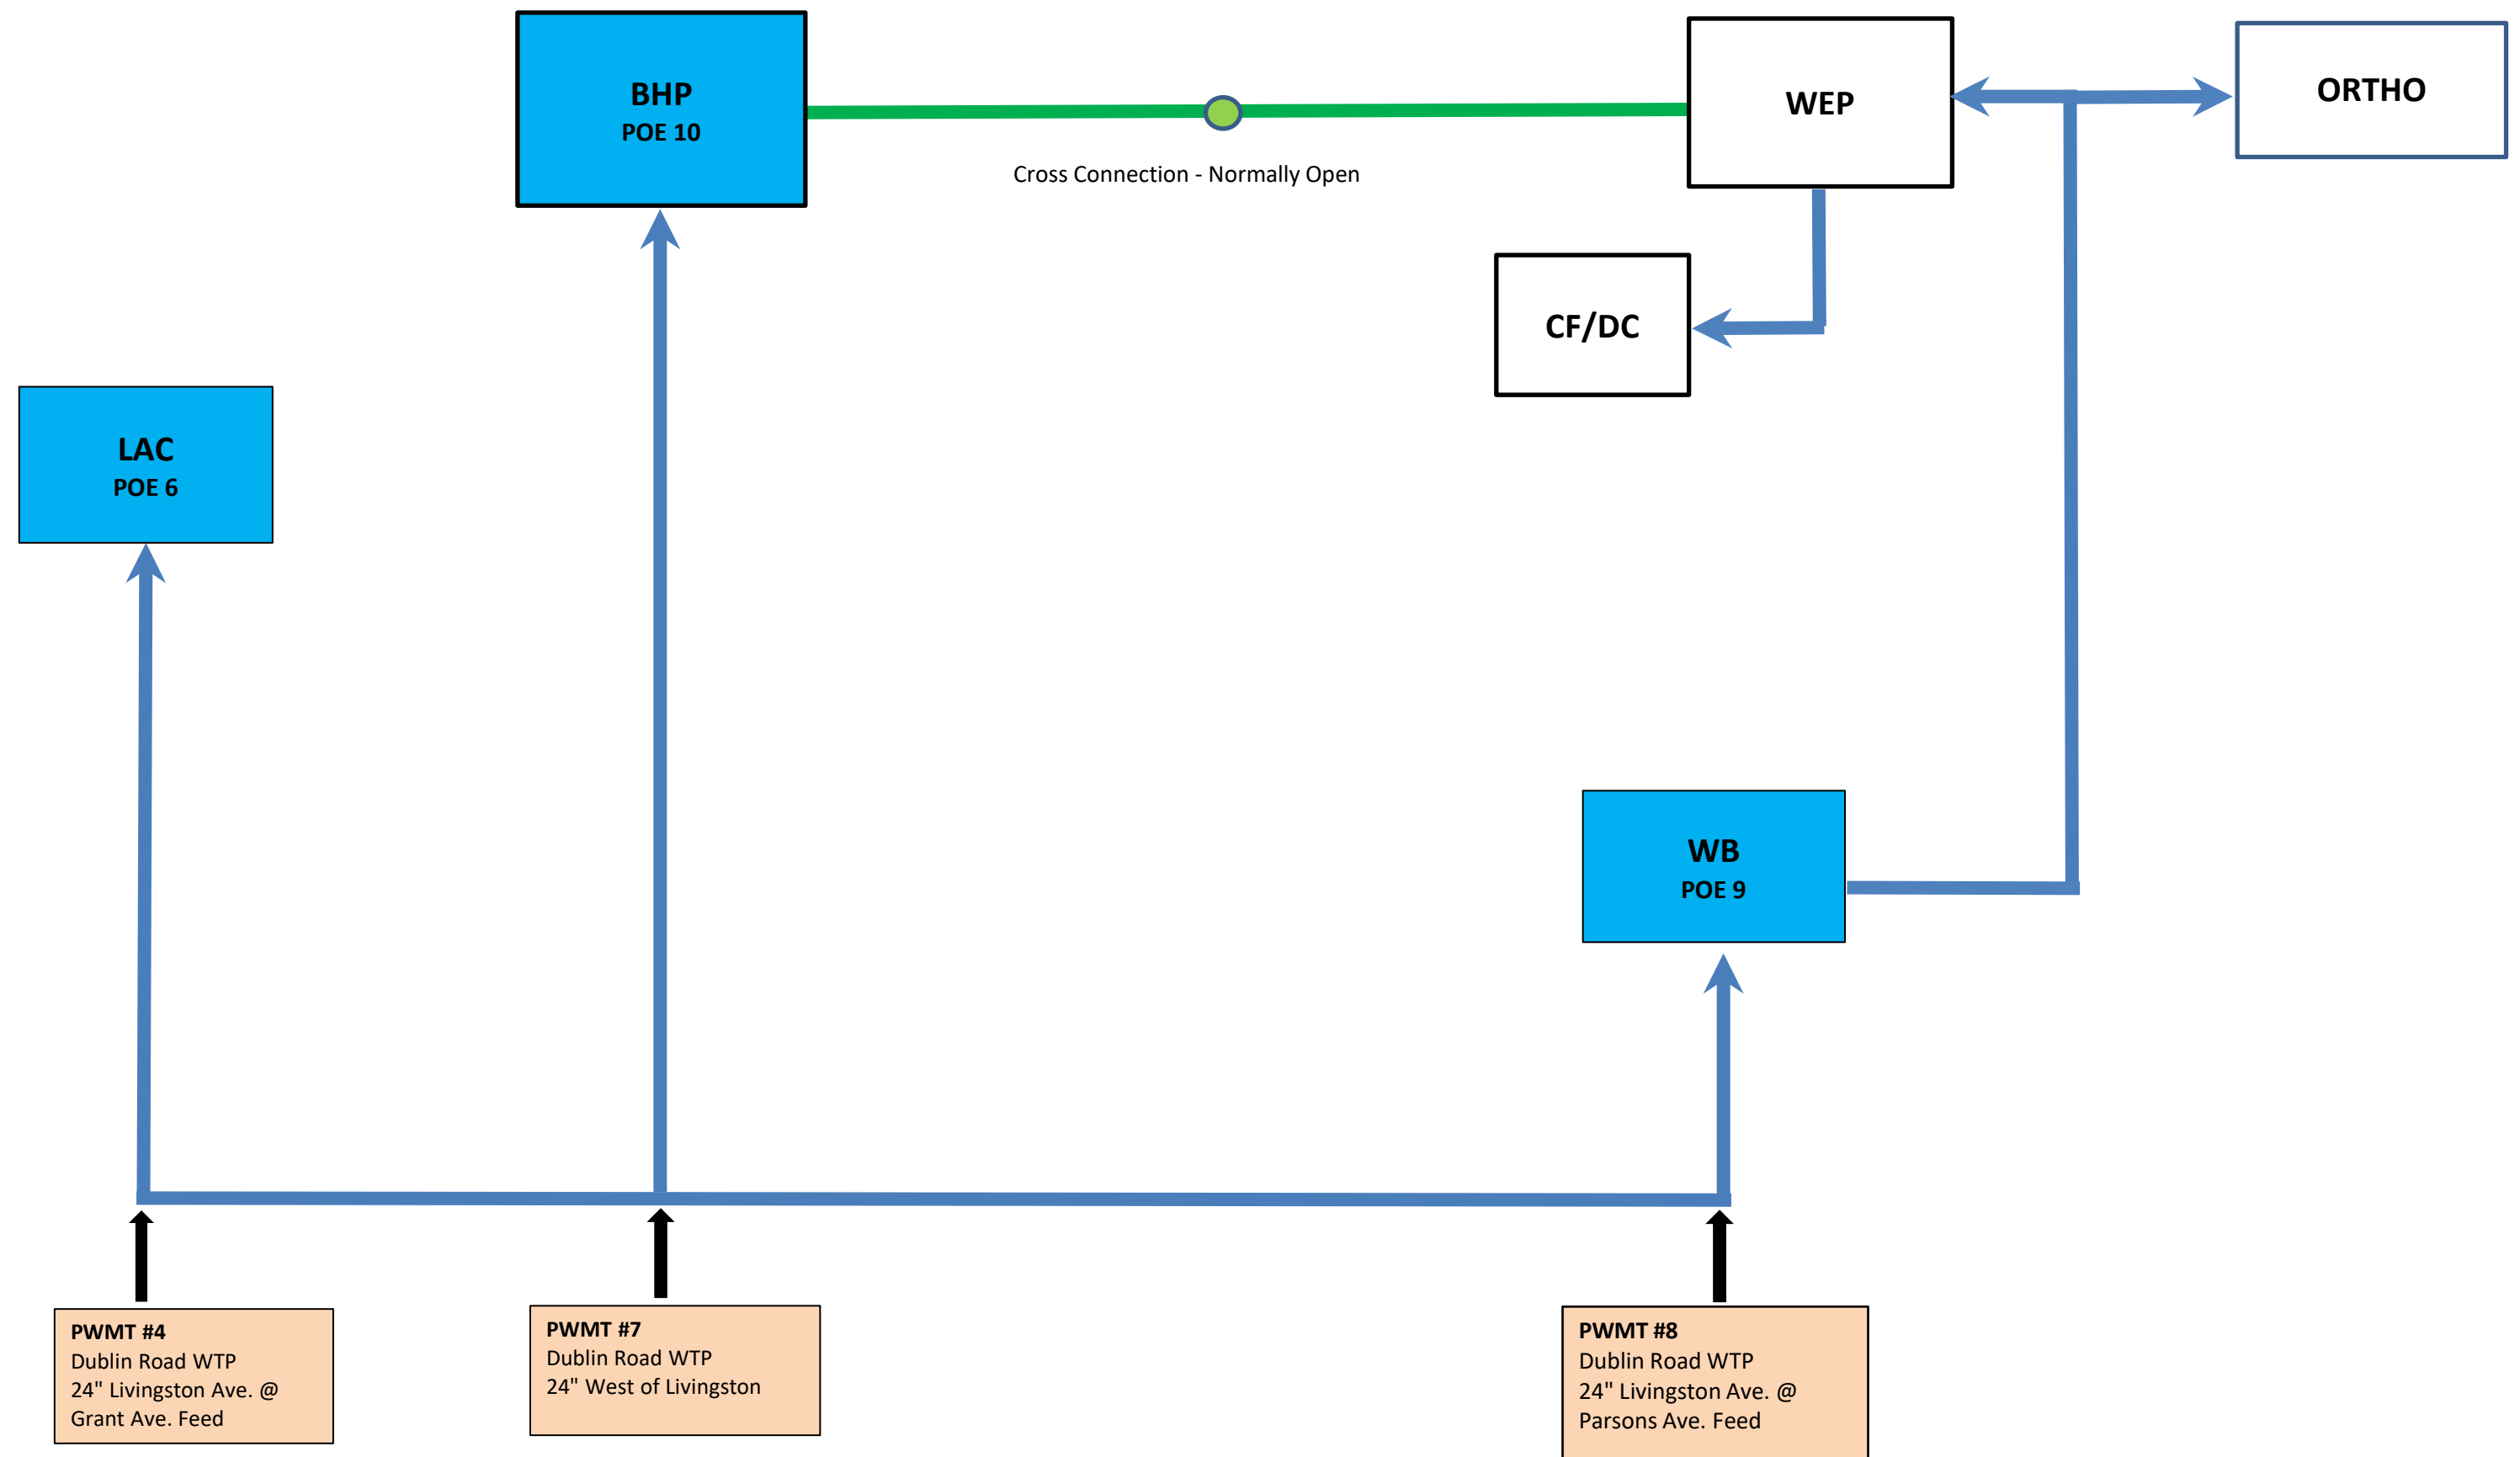 BHP
POE 10
WEP
ORTHO
Cross Connection - Normally Open
CF/DC
LAC
POE 6
WB
POE 9
PWMT #4
Dublin Road WTP
24" Livingston Ave. @
Grant Ave. Feed
PWMT #7
Dublin Road WTP
24" West of Livingston
PWMT #8
Dublin Road WTP
24" Livingston Ave. @
Parsons Ave. Feed